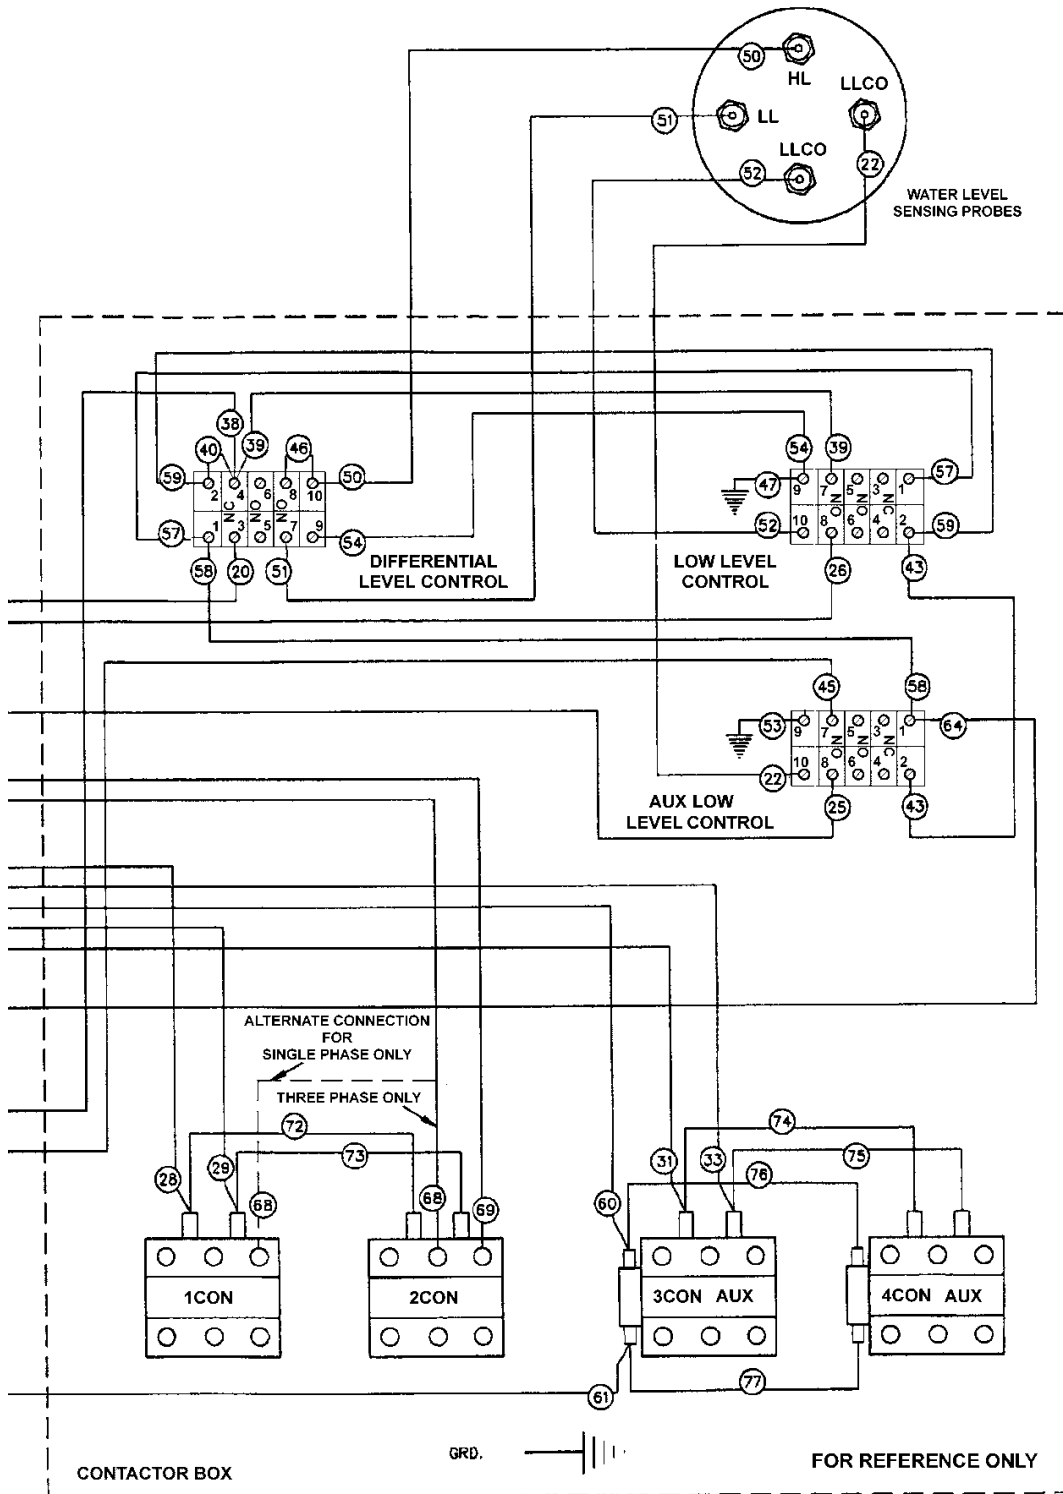 50
HL
LLCO
51
LL
LLCO
52
22
WATER LEVEL
SENSING PROBES
38
39
40
46
59
50
2 4 6 8 10
NC NO NO
1 3 5 7 9
57
54
58 20 51
DIFFERENTIAL
LEVEL CONTROL
54 39
47
57
9 7 5 3 1
NO NO NC
10 8 6 4 2
52
59
26
43
LOW LEVEL
CONTROL
45
58
53
64
9 7 5 3 1
NO NO NC
10 8 6 4 2
22
25
43
AUX LOW
LEVEL CONTROL
ALTERNATE CONNECTION
FOR
SINGLE PHASE ONLY
THREE PHASE ONLY
72
73
28
29
68
68
69
74
75
76
31
33
60
1CON
2CON
3CON AUX
4CON AUX
77
61
GRD.
CONTACTOR BOX
FOR REFERENCE ONLY